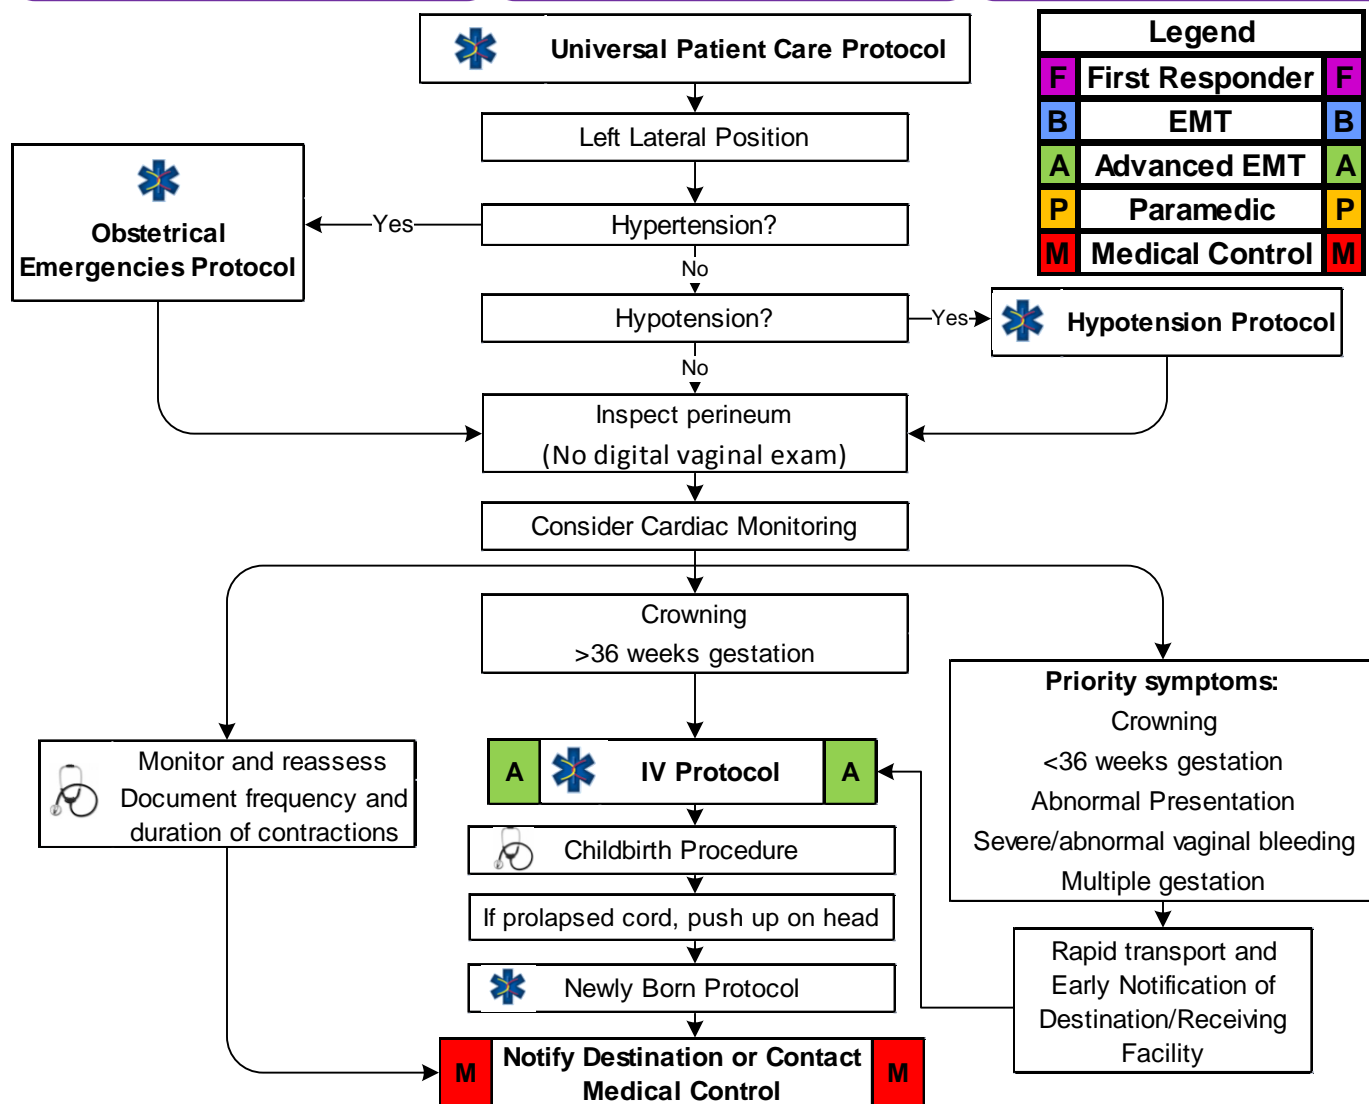 Universal Patient Care Protocol
Legend
F First Responder F
B EMT B
A Advanced EMT A
P Paramedic P
M Medical Control M
Left Lateral Position
Hypertension?
Yes
Obstetrical
Emergencies Protocol
No
Hypotension?
Yes
Hypotension Protocol
No
Inspect perineum
(No digital vaginal exam)
Consider Cardiac Monitoring
Crowning
>36 weeks gestation
Priority symptoms:
Crowning
<36 weeks gestation
Abnormal Presentation
Severe/abnormal vaginal bleeding
Multiple gestation
Monitor and reassess
Document frequency and
duration of contractions
A IV Protocol A
Childbirth Procedure
If prolapsed cord, push up on head
Newly Born Protocol
Rapid transport and
Early Notification of
Destination/Receiving
Facility
M Notify Destination or Contact M
Medical Control